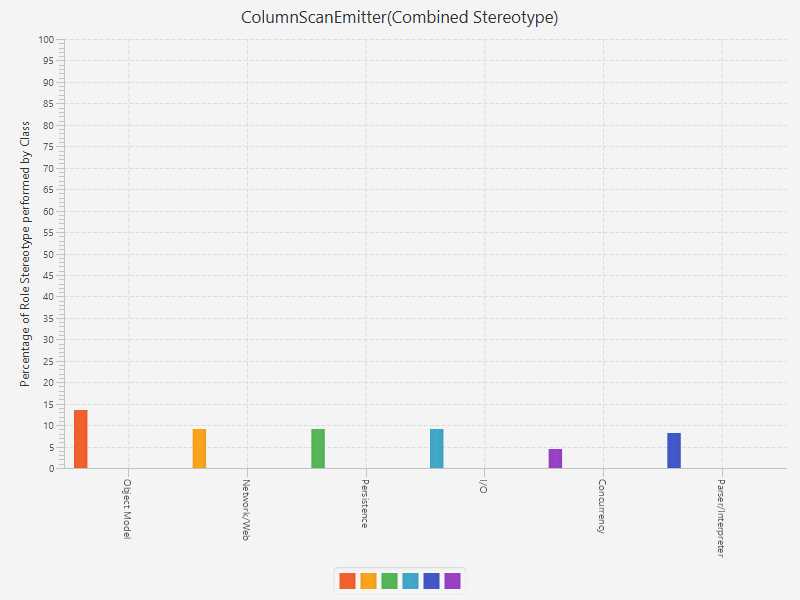 ColumnScanEmitter(Combined Stereotype)
Percentage of Role Stereotype performed by Class
100
95
90
85
80
75
70
65
60
55
50
45
40
35
30
25
20
15
10
5
0
Object Model
Network/Web
Persistence
I/O
Concurrency
Parser/Interpreter